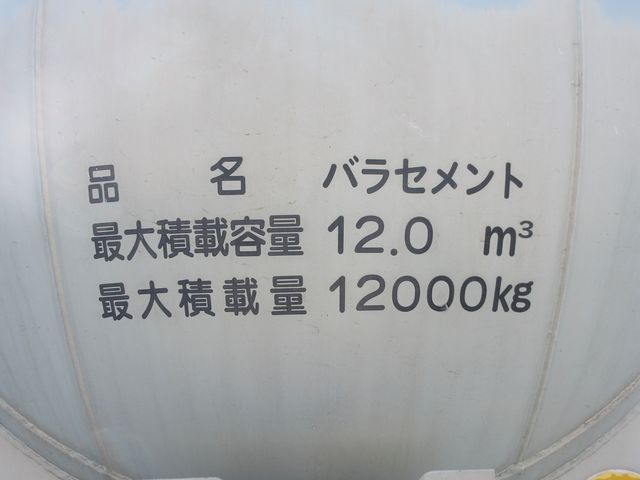 品名 バラセメント
最大積載容量 12.0 m³
最大積載量 12000kg